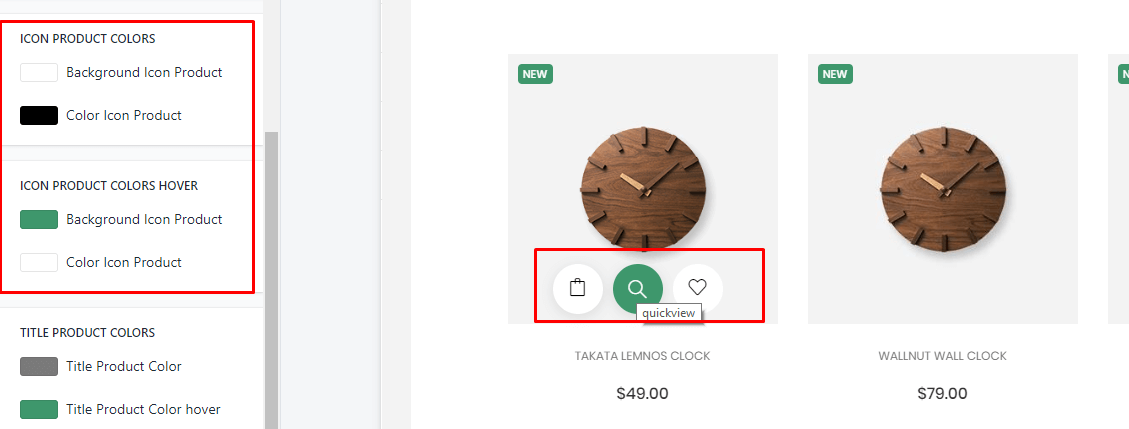 ICON PRODUCT COLORS
Background Icon Product
Color Icon Product
ICON PRODUCT COLORS HOVER
Background Icon Product
Color Icon Product
TITLE PRODUCT COLORS
Title Product Color
Title Product Color hover
NEW
NEW
quickview
TAKATA LEMNOS CLOCK
WALLNUT WALL CLOCK
$49.00
$79.00